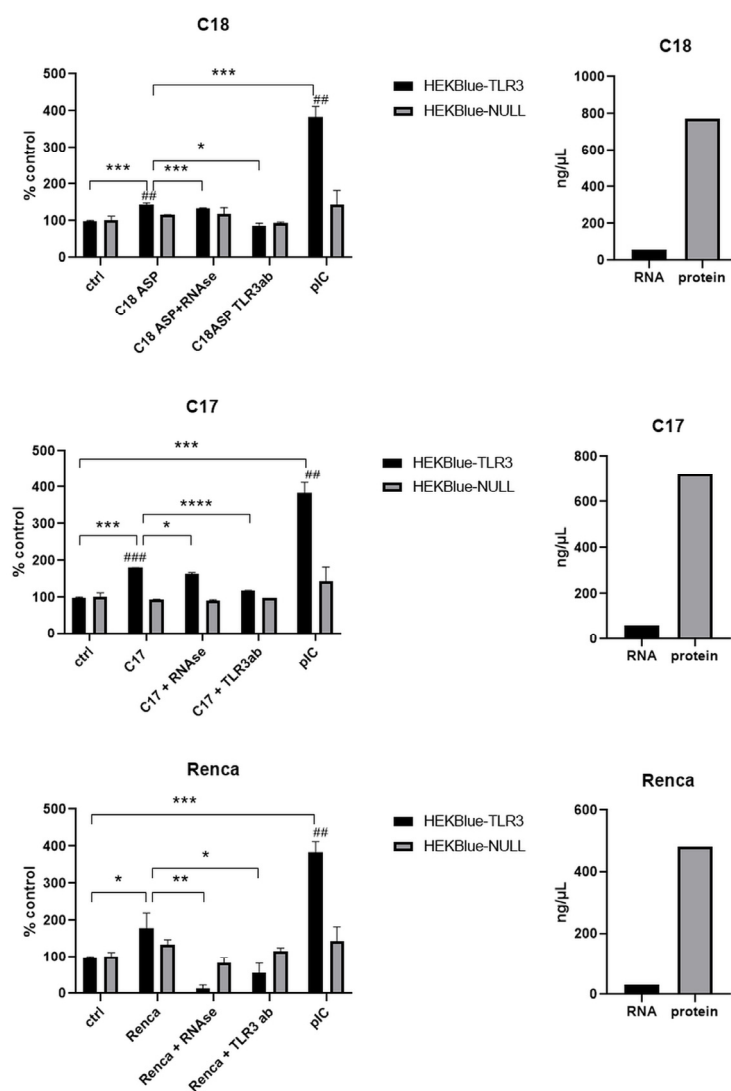 C18
500
400
300
200
100
0
% control
***
***
***
*
##
##
ctrl
C18 ASP
C18 ASP+RNAse
C18ASP TLR3ab
pIC
HEKBlue-TLR3
HEKBlue-NULL
C18
1000
800
600
400
200
0
ng/µL
RNA
protein
C17
500
400
300
200
100
0
% control
***
***
*
****
###
##
ctrl
C17
C17 + RNAse
C17 + TLR3ab
pIC
HEKBlue-TLR3
HEKBlue-NULL
C17
800
600
400
200
0
ng/µL
RNA
protein
Renca
500
400
300
200
100
0
% control
***
*
**
*
##
ctrl
Renca
Renca + RNAse
Renca + TLR3 ab
pIC
HEKBlue-TLR3
HEKBlue-NULL
Renca
600
400
200
0
ng/µL
RNA
protein